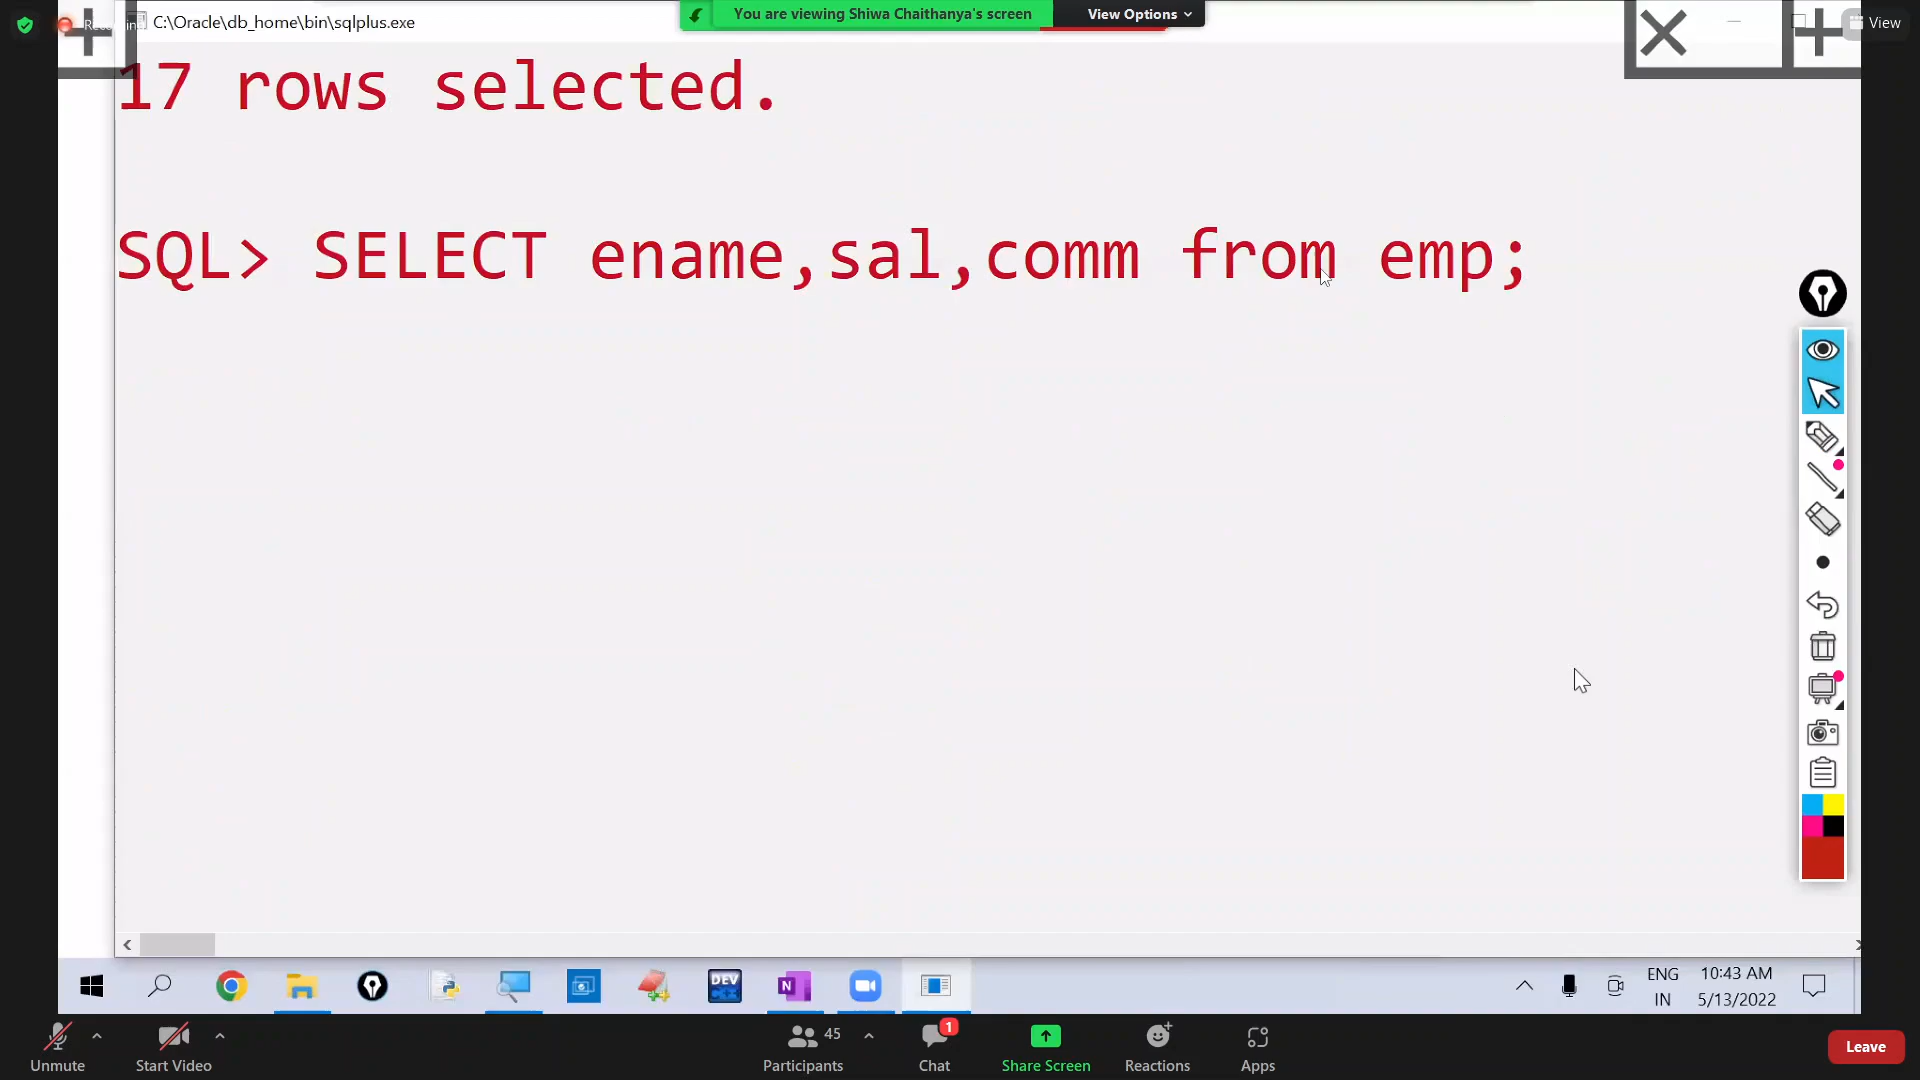 C:\Oracle\db_home\bin\sqlplus.exe
You are viewing Shiwa Chaithanya's screen
View Options
View
17 rows selected.
SQL> SELECT ename,sal,comm from emp;
DEV
N
ENG
IN
10:43 AM
5/13/2022
Unmute
Start Video
45
Participants
1
Chat
Share Screen
Reactions
Apps
Leave